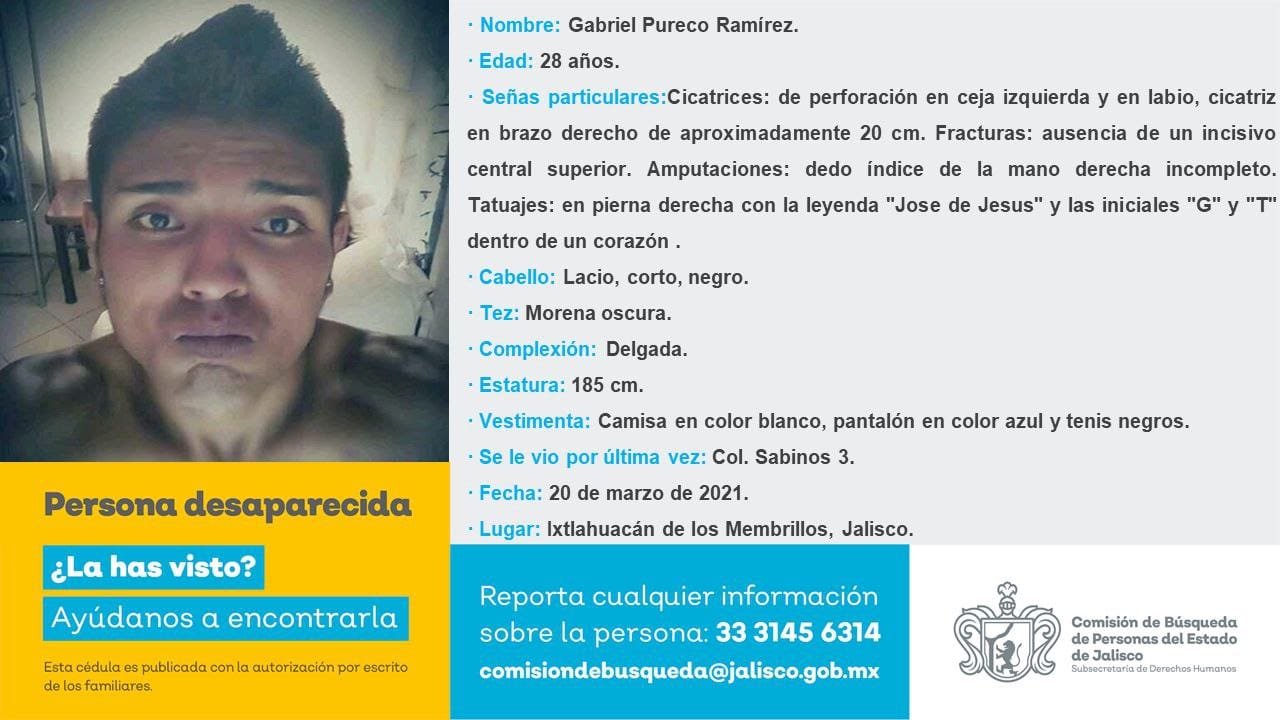 · Nombre: Gabriel Pureco Ramírez.
· Edad: 28 años.
· Señas particulares:Cicatrices: de perforación en ceja izquierda y en labio, cicatriz
en brazo derecho de aproximadamente 20 cm. Fracturas: ausencia de un incisivo
central superior. Amputaciones: dedo índice de la mano derecha incompleto.
Tatuajes: en pierna derecha con la leyenda "Jose de Jesus" y las iniciales "G" y "T"
dentro de un corazón .
· Cabello: Lacio, corto, negro.
· Tez: Morena oscura.
· Complexión: Delgada.
· Estatura: 185 cm.
· Vestimenta: Camisa en color blanco, pantalón en color azul y tenis negros.
· Se le vio por última vez: Col. Sabinos 3.
· Fecha: 20 de marzo de 2021.
· Lugar: Ixtlahuacán de los Membrillos, Jalisco.
Persona desaparecida
¿La has visto?
Ayúdanos a encontrarla
Esta cédula es publicada con la autorización por escrito
de los familiares.
Reporta cualquier información
sobre la persona: 33 3145 6314
comisiondebusqueda@jalisco.gob.mx
Comisión de Búsqueda
de Personas del Estado
de Jalisco
Subsecretaría de Derechos Humanos